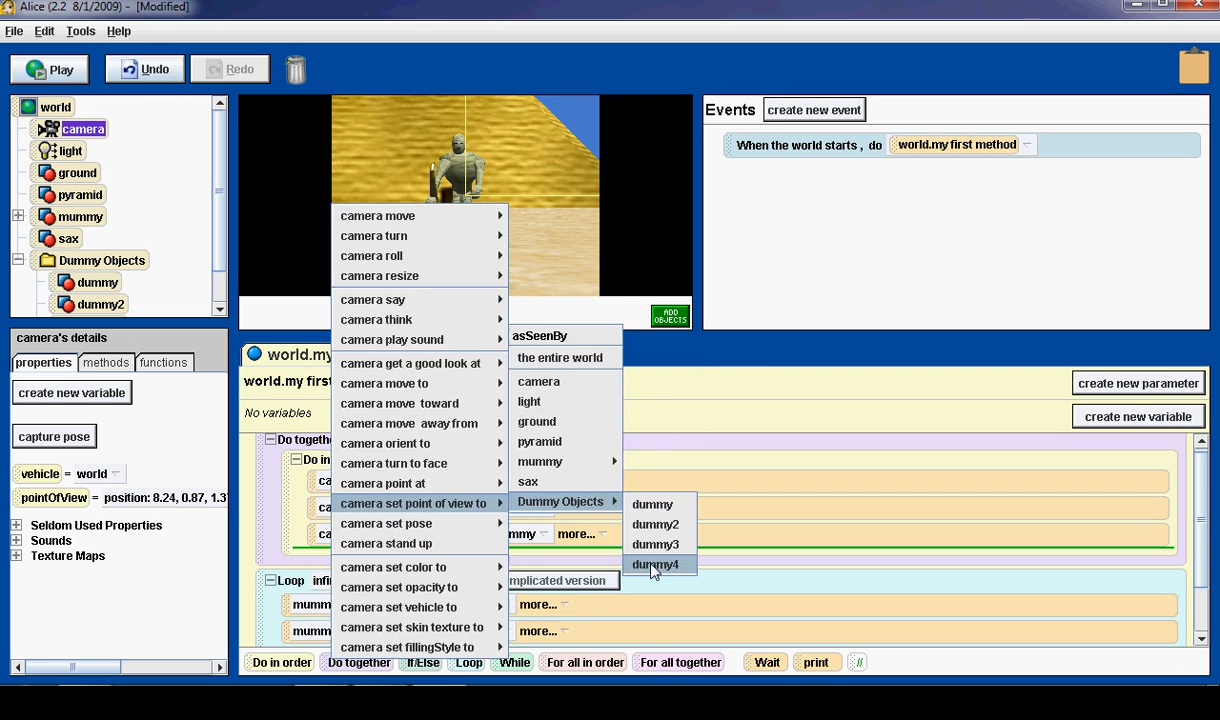 Alice (2.2 8/1/2009) - [Modified]
File Edit Tools Help
Play Undo Redo
world
camera
light
ground
pyramid
mummy
sax
Dummy Objects
dummy
dummy2
ADD OBJECTS
Events create new event
When the world starts , do world.my first method
camera's details
properties methods functions
create new variable
capture pose
vehicle = world
pointOfView = position: 8.24, 0.87, 1.3
Seldom Used Properties
Sounds
Texture Maps
camera move
camera turn
camera roll
camera resize
camera say
camera think
camera play sound
camera get a good look at
camera move to
camera move toward
camera move away from
camera orient to
camera turn to face
camera point at
camera set point of view to
camera set pose
camera stand up
camera set color to
camera set opacity to
camera set vehicle to
camera set skin texture to
camera set fillingStyle to
asSeenBy
the entire world
camera
light
ground
pyramid
mummy
sax
Dummy Objects
dummy
dummy2
dummy3
dummy4
world.my
world.my first
create new parameter
No variables
create new variable
Do togeth
Do in
ca
ca
ca mmy more...
Loop infi mplicated version
mumm more...
mumm more...
Do in order Do together If/Else Loop While For all in order For all together Wait print //